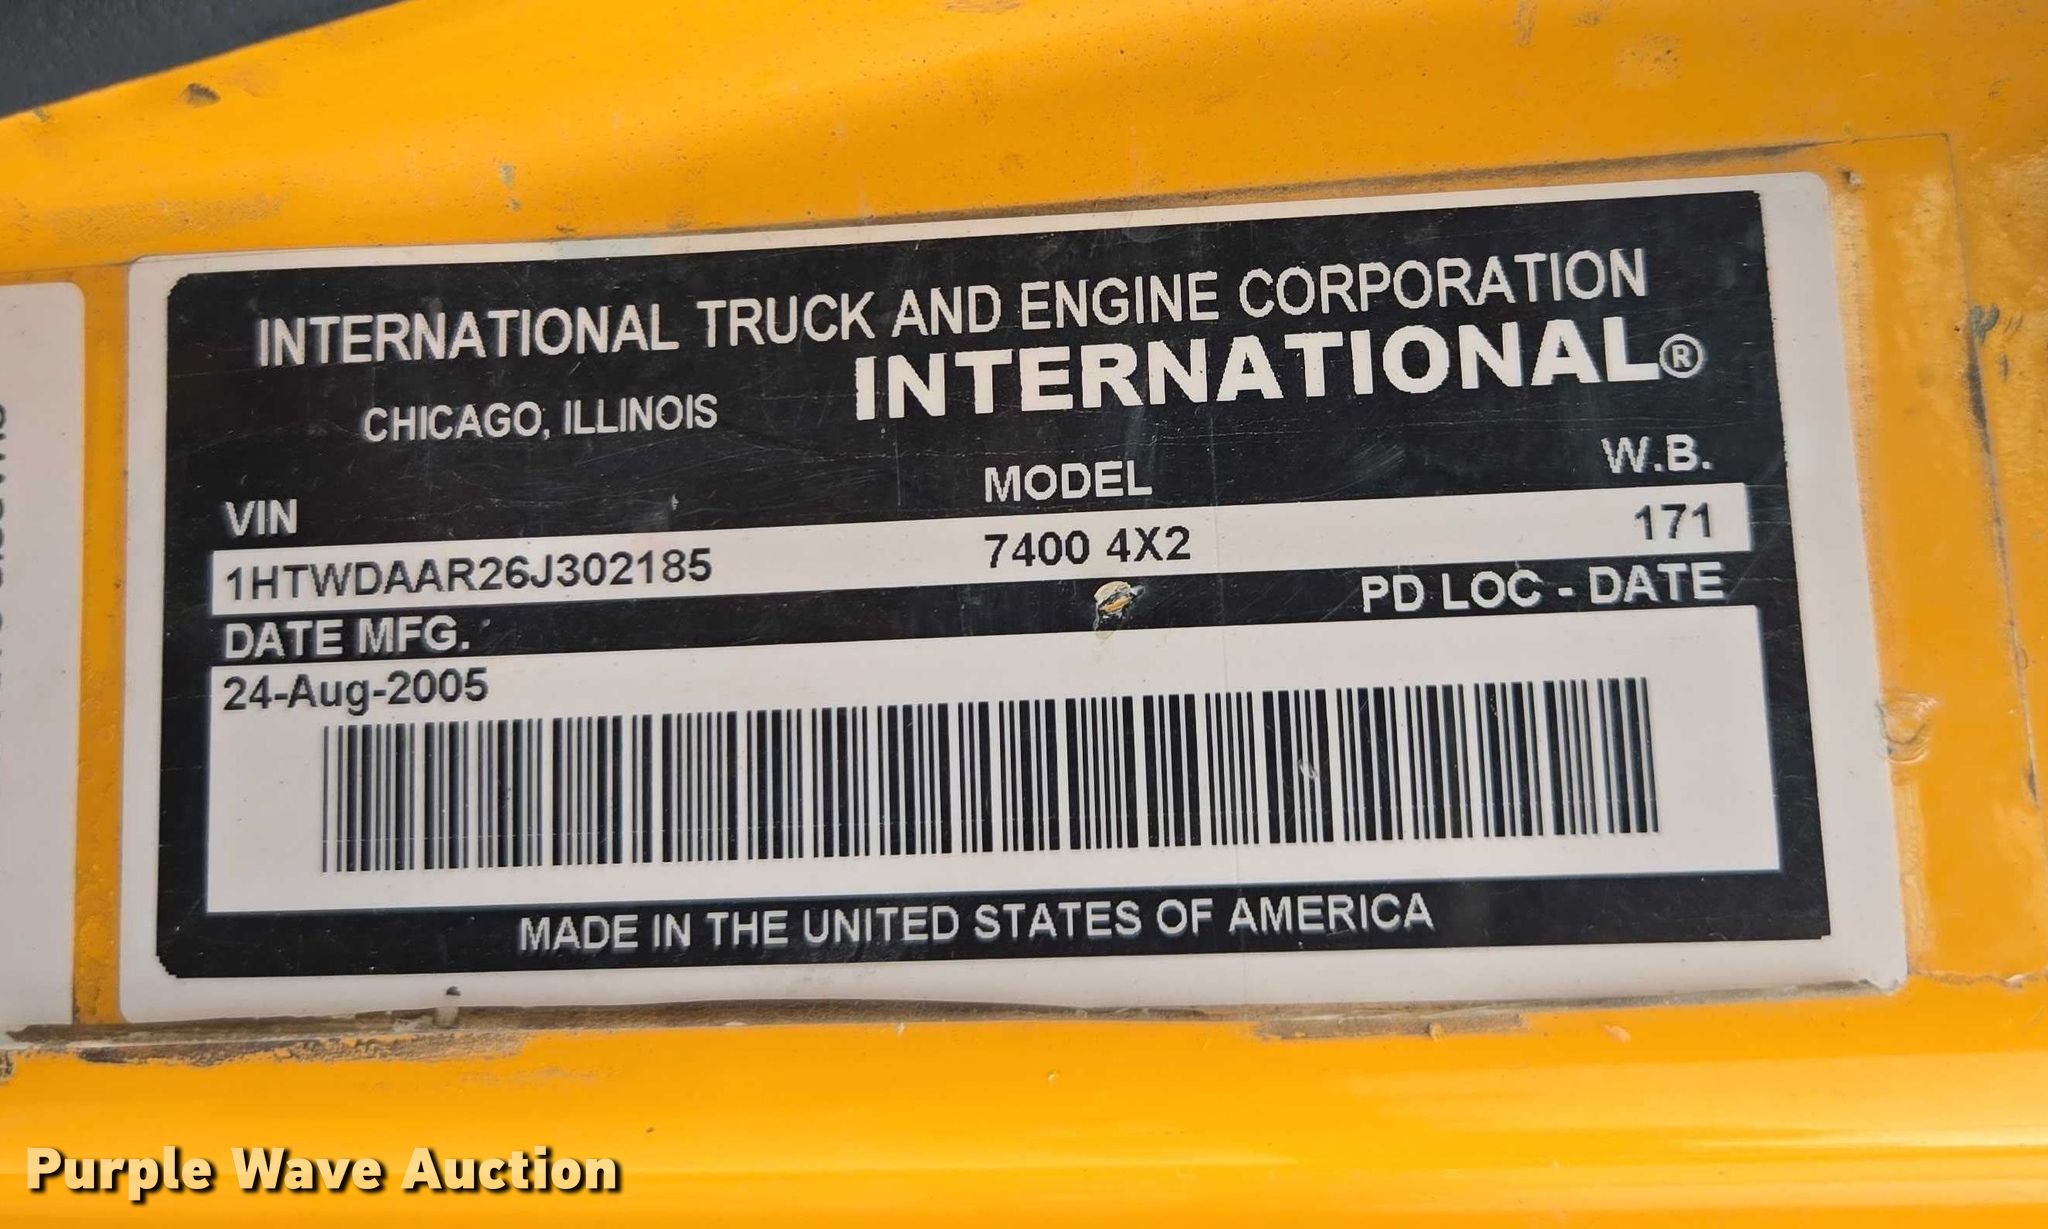 INTERNATIONAL TRUCK AND ENGINE CORPORATION
CHICAGO, ILLINOIS
INTERNATIONAL®
VIN MODEL W.B.
1HTWDAAR26J302185 7400 4X2 171
DATE MFG. PD LOC - DATE
24-Aug-2005
MADE IN THE UNITED STATES OF AMERICA
Purple Wave Auction